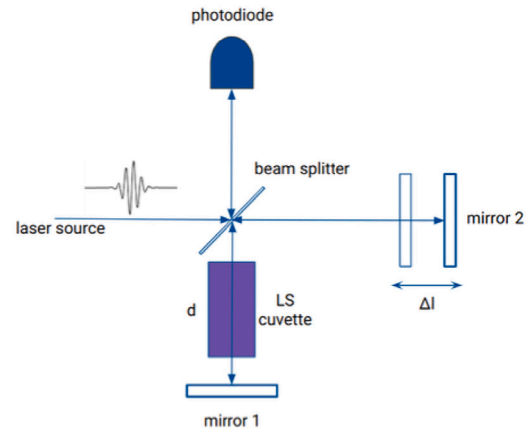 photodiode
beam splitter
laser source
mirror 2
d
LS
cuvette
Δl
mirror 1